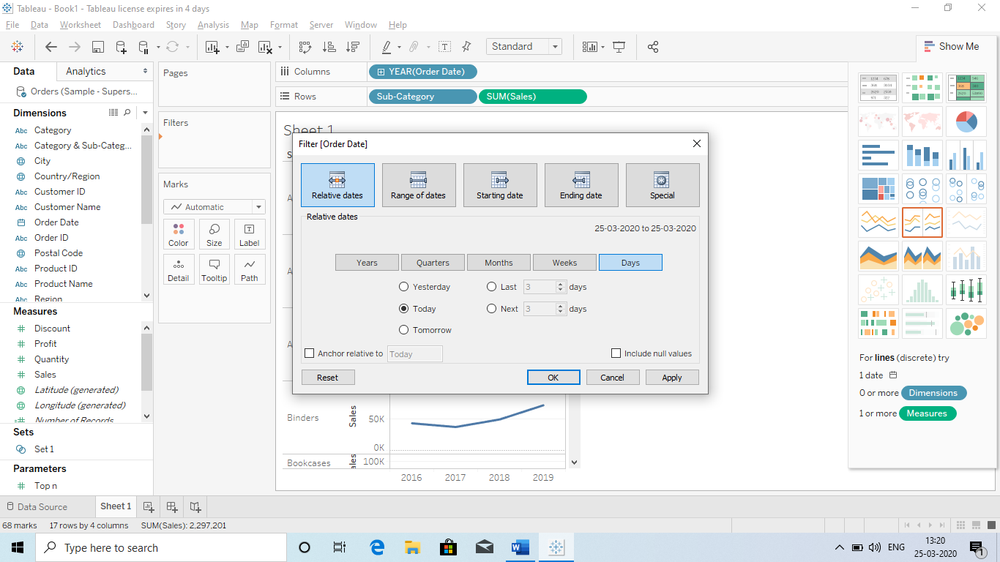 Tableau - Book1 - Tableau license expires in 4 days
File Data Worksheet Dashboard Story Analysis Map Format Server Window Help
Standard
Show Me
Data Analytics
Orders (Sample - Supers...
Dimensions
Abc Category
Abc Category & Sub-Categ...
City
Country/Region
Abc Customer ID
Abc Customer Name
Order Date
Abc Order ID
Postal Code
Abc Product ID
Abc Product Name
Abc Region
Measures
Discount
Profit
Quantity
Sales
Latitude (generated)
Longitude (generated)
Number of Records
Sets
Set 1
Parameters
Top n
Pages
Filters
Marks
Automatic
Color Size Label
Detail Tooltip Path
Columns YEAR(Order Date)
Rows Sub-Category SUM(Sales)
Sheet 1
Filter [Order Date]
Relative dates Range of dates Starting date Ending date Special
Relative dates
25-03-2020 to 25-03-2020
Years Quarters Months Weeks Days
Yesterday Last 3 days
Today Next 3 days
Tomorrow
Anchor relative to Today Include null values
Reset OK Cancel Apply
Binders Sales 50K
0K
Bookcases 100K
2016 2017 2018 2019
For lines (discrete) try
1 date
0 or more Dimensions
1 or more Measures
Data Source Sheet 1
68 marks 17 rows by 4 columns SUM(Sales): 2,297,201
Type here to search
ENG
13:20
25-03-2020
1